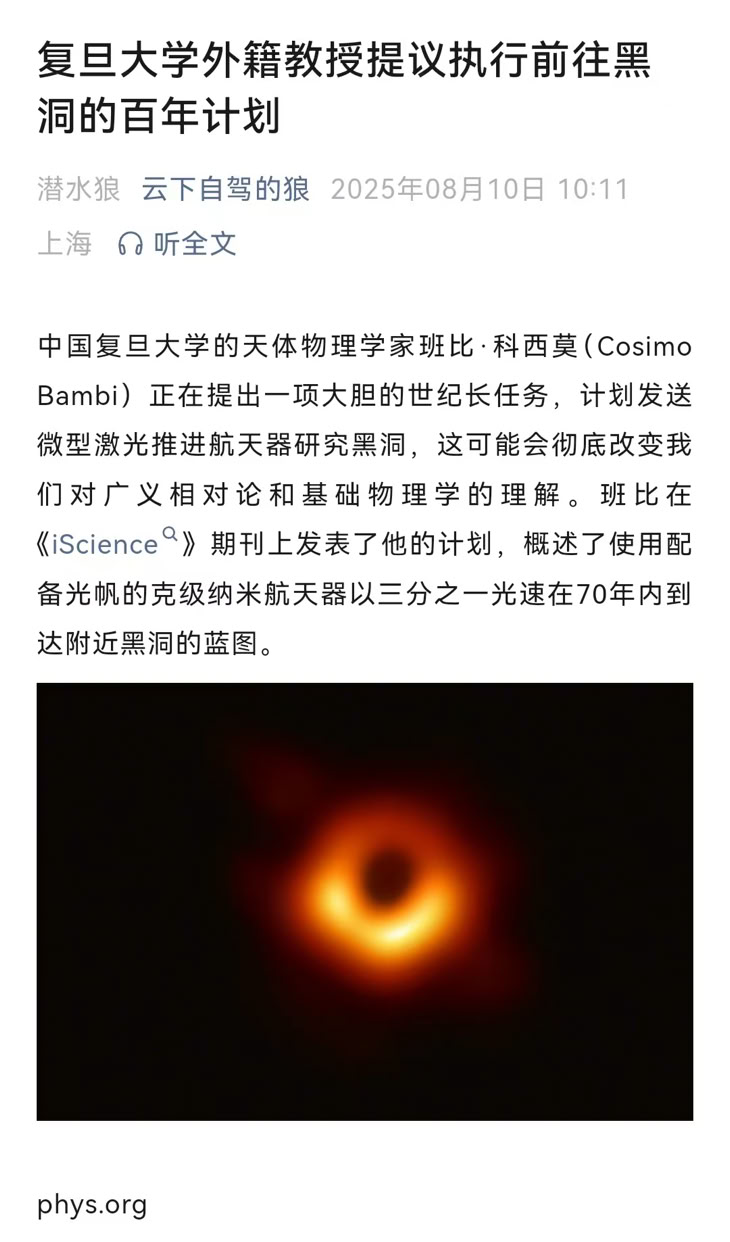 复旦大学外籍教授提议执行前往黑
洞的百年计划
潜水狼 云下自驾的狼 2025年08月10日 10:11
上海 听全文
中国复旦大学的天体物理学家班比·科西莫(Cosimo
Bambi）正在提出一项大胆的世纪长任务，计划发送
微型激光推进航天器研究黑洞，这可能会彻底改变我
们对广义相对论和基础物理学的理解。班比在
《iScience》期刊上发表了他的计划，概述了使用配
备光帆的克级纳米航天器以三分之一光速在70年内到
达附近黑洞的蓝图。
phys.org